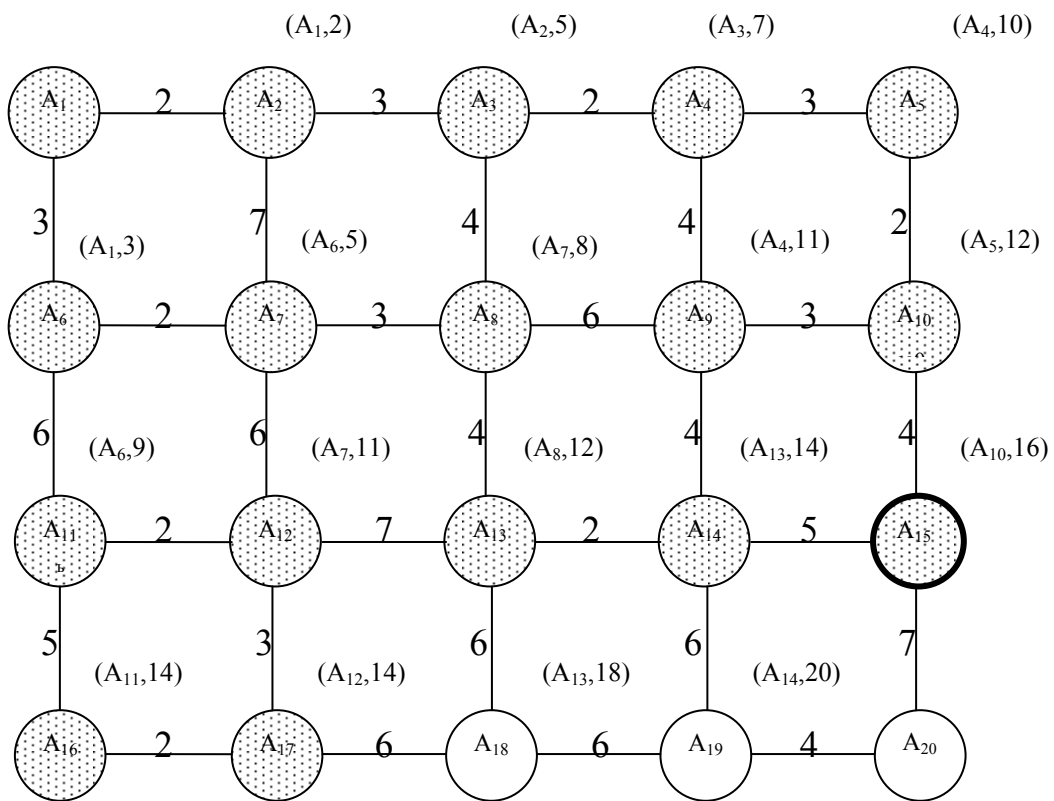 (A₁,2) (A₂,5) (A₃,7) (A₄,10)
A₁ 2 A₂ 3 A₃ 2 A₄ 3 A₅
3 7 4 4 2
(A₁,3) (A₆,5) (A₇,8) (A₄,11) (A₅,12)
A₆ 2 A₇ 3 A₈ 6 A₉ 3 A₁₀
6 6 4 4 4
(A₆,9) (A₇,11) (A₈,12) (A₁₃,14) (A₁₀,16)
A₁₁ 2 A₁₂ 7 A₁₃ 2 A₁₄ 5 A₁₅
ь
5 3 6 6 7
(A₁₁,14) (A₁₂,14) (A₁₃,18) (A₁₄,20)
A₁₆ 2 A₁₇ 6 A₁₈ 6 A₁₉ 4 A₂₀